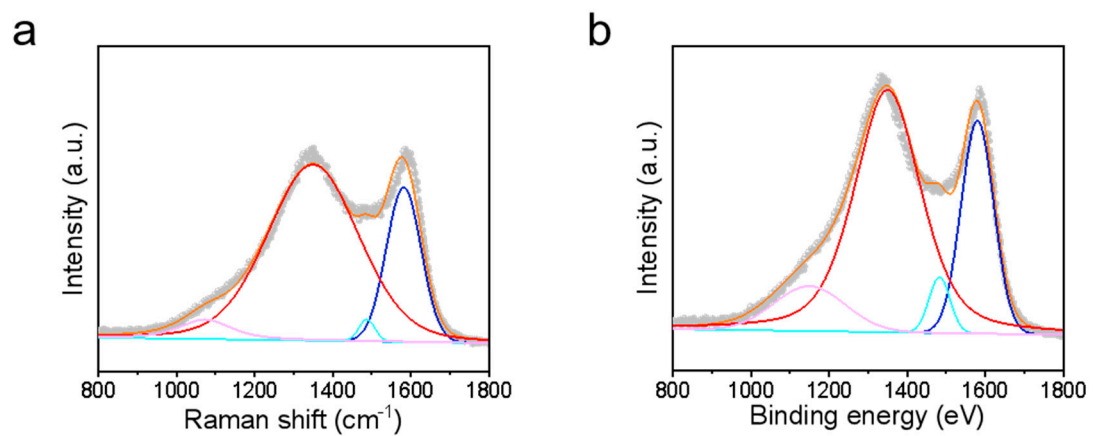 a
b
Intensity (a.u.)
800 1000 1200 1400 1600 1800
Raman shift (cm⁻¹)
Intensity (a.u.)
800 1000 1200 1400 1600 1800
Binding energy (eV)